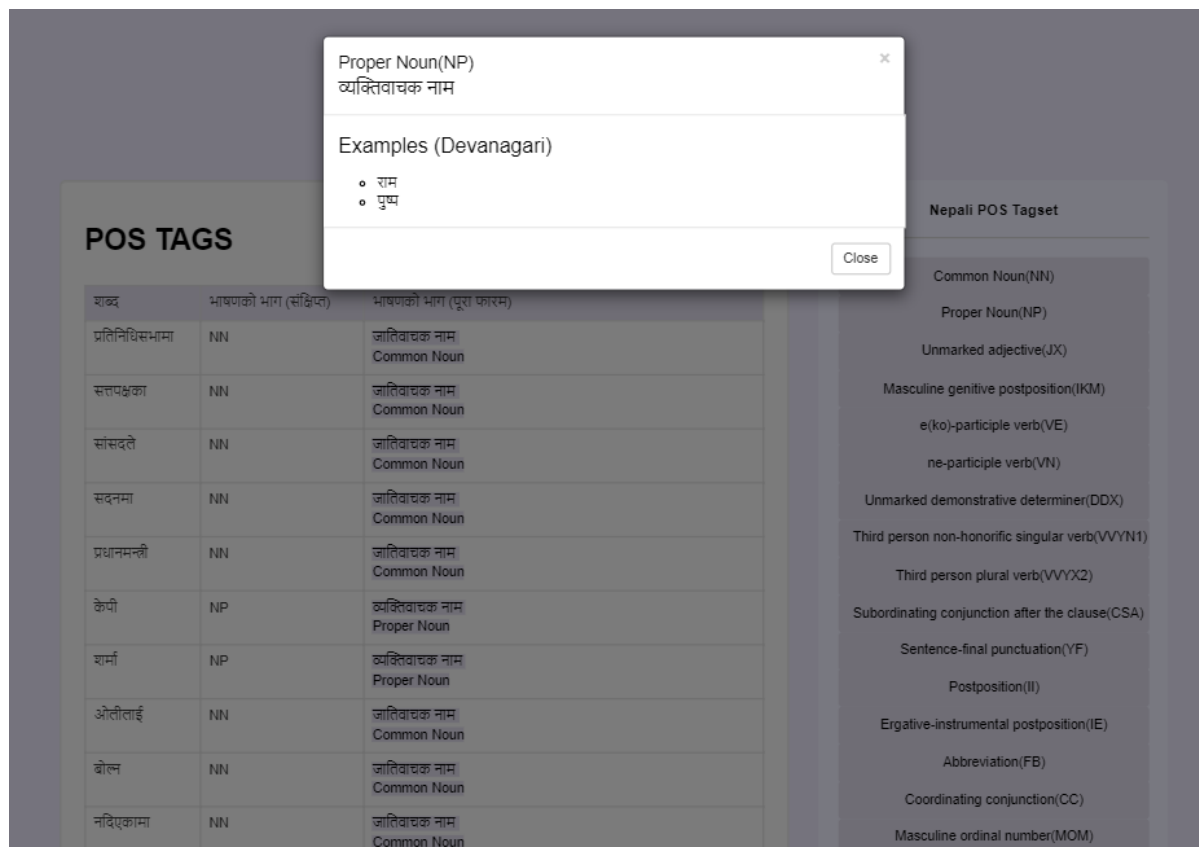 Proper Noun(NP)
×
व्यक्तिवाचक नाम
Examples (Devanagari)
राम
पुष्प
Close
POS TAGS
शब्द भाषणको भाग (संक्षिप्त) भाषणको भाग (पूरा फारम)
प्रतिनिधिसभामा NN जातिवाचक नाम
Common Noun
सत्तपक्षका NN जातिवाचक नाम
Common Noun
सांसदले NN जातिवाचक नाम
Common Noun
सदनमा NN जातिवाचक नाम
Common Noun
प्रधानमन्त्री NN जातिवाचक नाम
Common Noun
केपी NP व्यक्तिवाचक नाम
Proper Noun
शर्मा NP व्यक्तिवाचक नाम
Proper Noun
ओलीलाई NN जातिवाचक नाम
Common Noun
बोल्न NN जातिवाचक नाम
Common Noun
नदिएकामा NN जातिवाचक नाम
Common Noun
Nepali POS Tagset
Common Noun(NN)
Proper Noun(NP)
Unmarked adjective(JX)
Masculine genitive postposition(IKM)
e(ko)-participle verb(VE)
ne-participle verb(VN)
Unmarked demonstrative determiner(DDX)
Third person non-honorific singular verb(VVYN1)
Third person plural verb(VVYX2)
Subordinating conjunction after the clause(CSA)
Sentence-final punctuation(YF)
Postposition(II)
Ergative-instrumental postposition(IE)
Abbreviation(FB)
Coordinating conjunction(CC)
Masculine ordinal number(MOM)